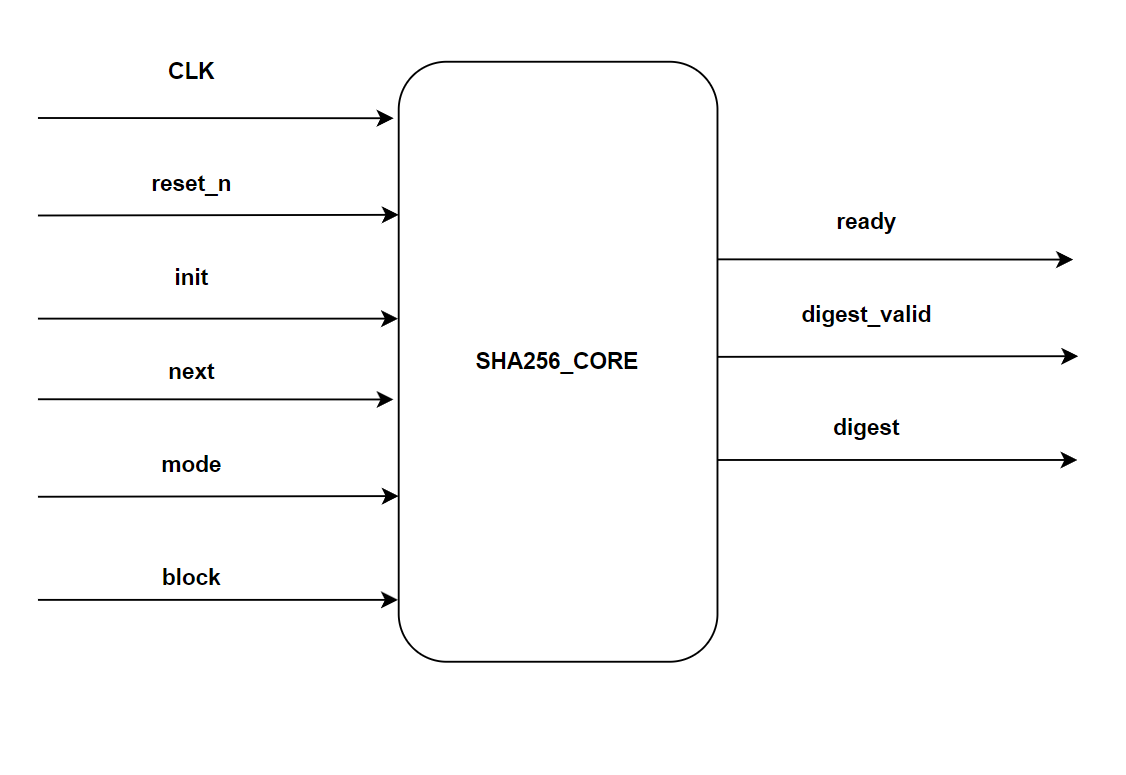 CLK
reset_n
init
next
mode
block
SHA256_CORE
ready
digest_valid
digest